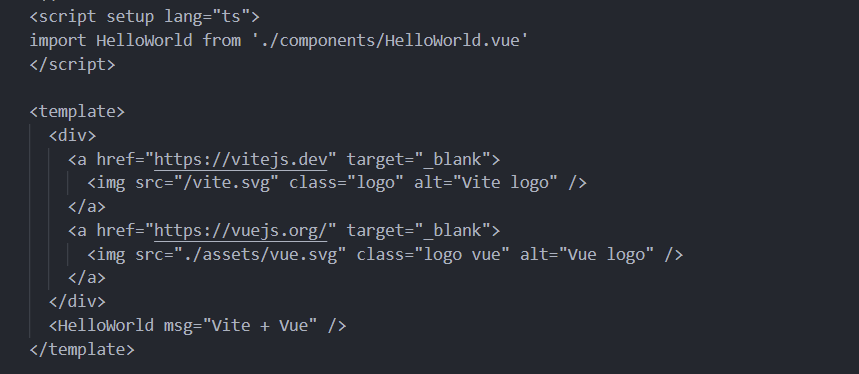 <script setup lang="ts">
import HelloWorld from './components/HelloWorld.vue'
</script>
<template>
<div>
<a href="https://vitejs.dev" target="_blank">
<img src="/vite.svg" class="logo" alt="Vite logo" />
</a>
<a href="https://vuejs.org/" target="_blank">
<img src="./assets/vue.svg" class="logo vue" alt="Vue logo" />
</a>
</div>
<HelloWorld msg="Vite + Vue" />
</template>